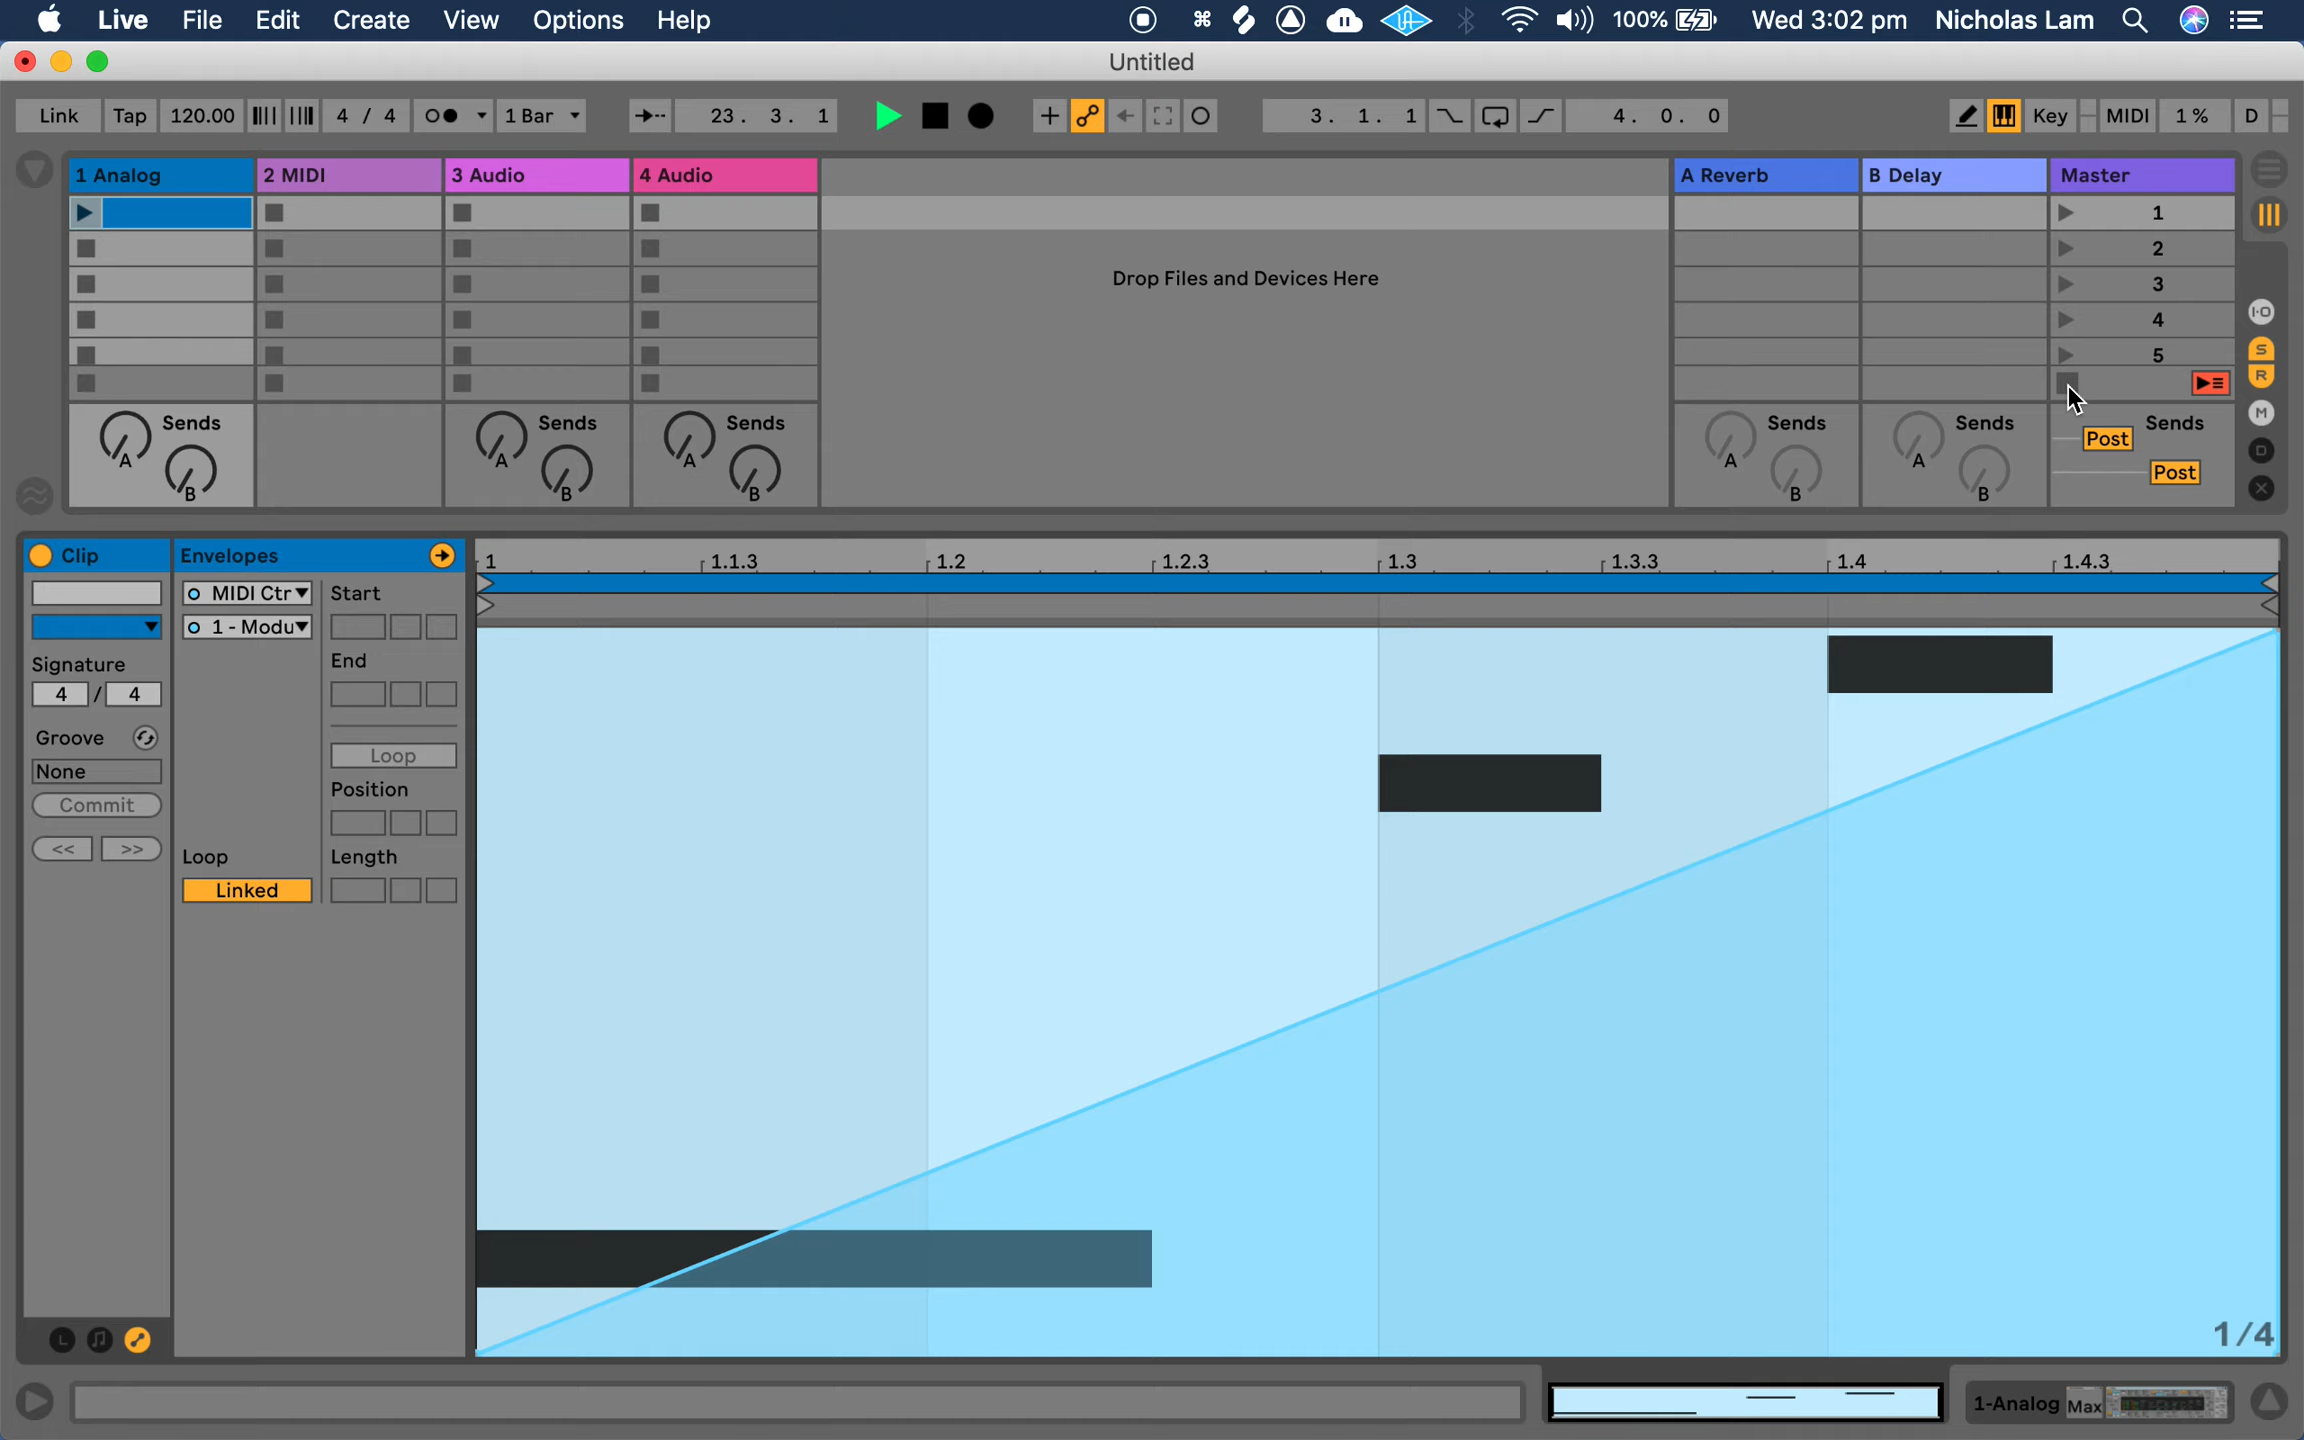 Live File Edit Create View Options Help 100% Wed 3:02 pm Nicholas Lam
Untitled
Link Tap 120.00 4 / 4 1 Bar 23. 3. 1 3. 1. 1 4. 0. 0 Key MIDI 1 % D
1 Analog 2 MIDI 3 Audio 4 Audio A Reverb B Delay Master
1
2
Drop Files and Devices Here 3
I·O
4
S
5
R
M
Sends Sends Sends Sends Sends Sends
A A A A A Post
D
B B B B B Post
Clip Envelopes 1 1.1.3 1.2 1.2.3 1.3 1.3.3 1.4 1.4.3
MIDI Ctr Start
1 - Modu
Signature End
4 / 4
Groove Loop
None Position
Commit
<< >> Loop Length
Linked
1/4
L
1-Analog Max